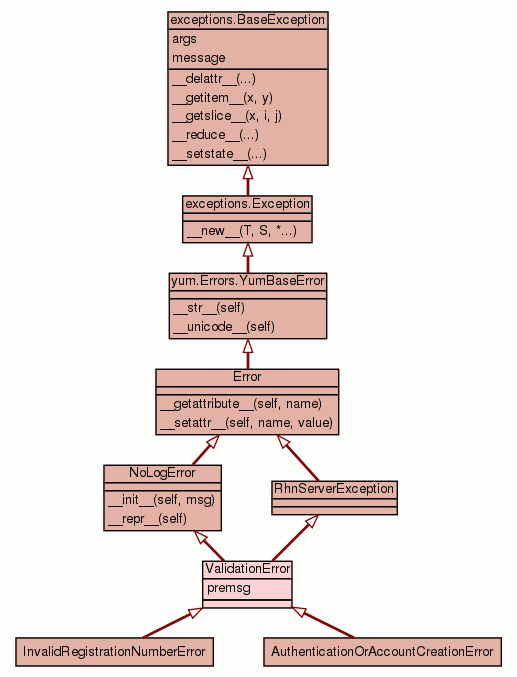 exceptions.BaseException
args
message
__delattr__(...)
__getitem__(x, y)
__getslice__(x, i, j)
__reduce__(...)
__setstate__(...)
exceptions.Exception
__new__(T, S, *...)
yum.Errors.YumBaseError
__str__(self)
__unicode__(self)
Error
__getattribute__(self, name)
__setattr__(self, name, value)
NoLogError
__init__(self, msg)
__repr__(self)
RhnServerException
ValidationError
premsg
InvalidRegistrationNumberError
AuthenticationOrAccountCreationError